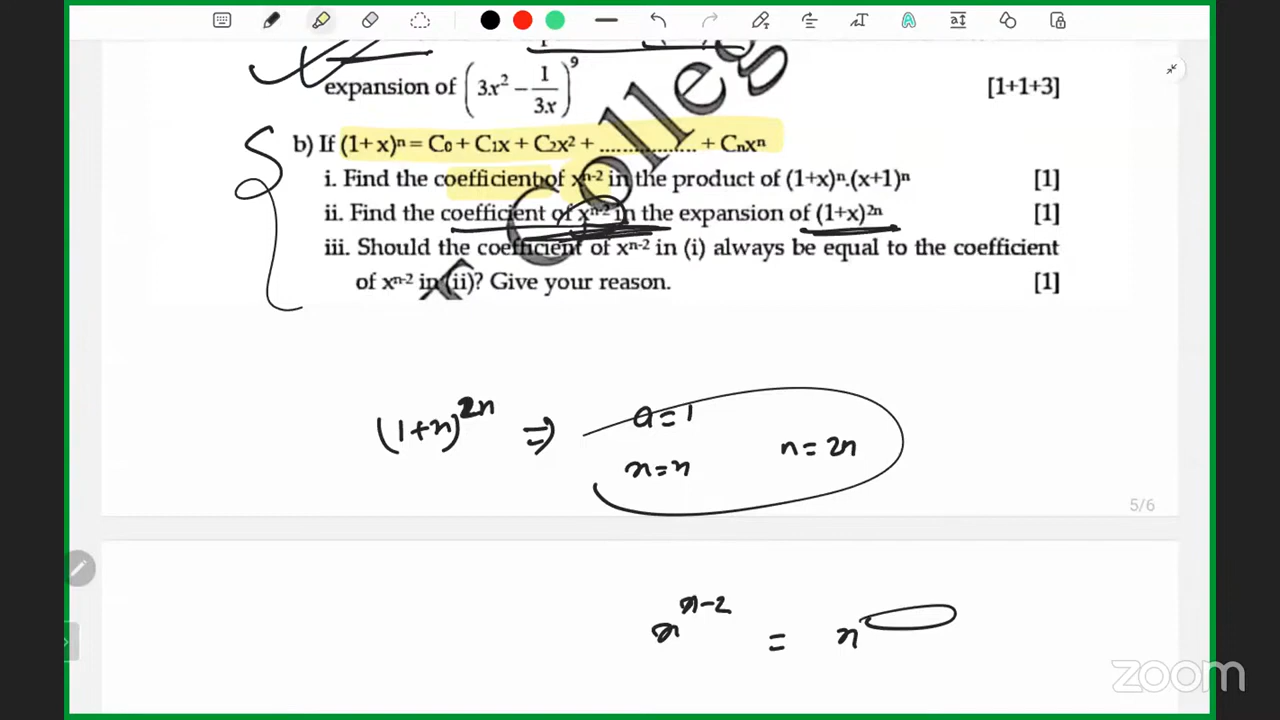 expansion of (3x² − 1/3x)⁹ [1+1+3]
b) If (1+ x)ⁿ = C₀ + C₁x + C₂x² + .................... + Cₙxⁿ
i. Find the coefficient of xⁿ⁻² in the product of (1+x)ⁿ.(x+1)ⁿ [1]
ii. Find the coefficient of xⁿ⁻² in the expansion of (1+x)²ⁿ [1]
iii. Should the coefficient of xⁿ⁻² in (i) always be equal to the coefficient
of xⁿ⁻² in (ii)? Give your reason. [1]
College
(1+x)²ⁿ ⇒ a=1
x=x n=2n
5/6
xⁿ⁻² = x
zoom